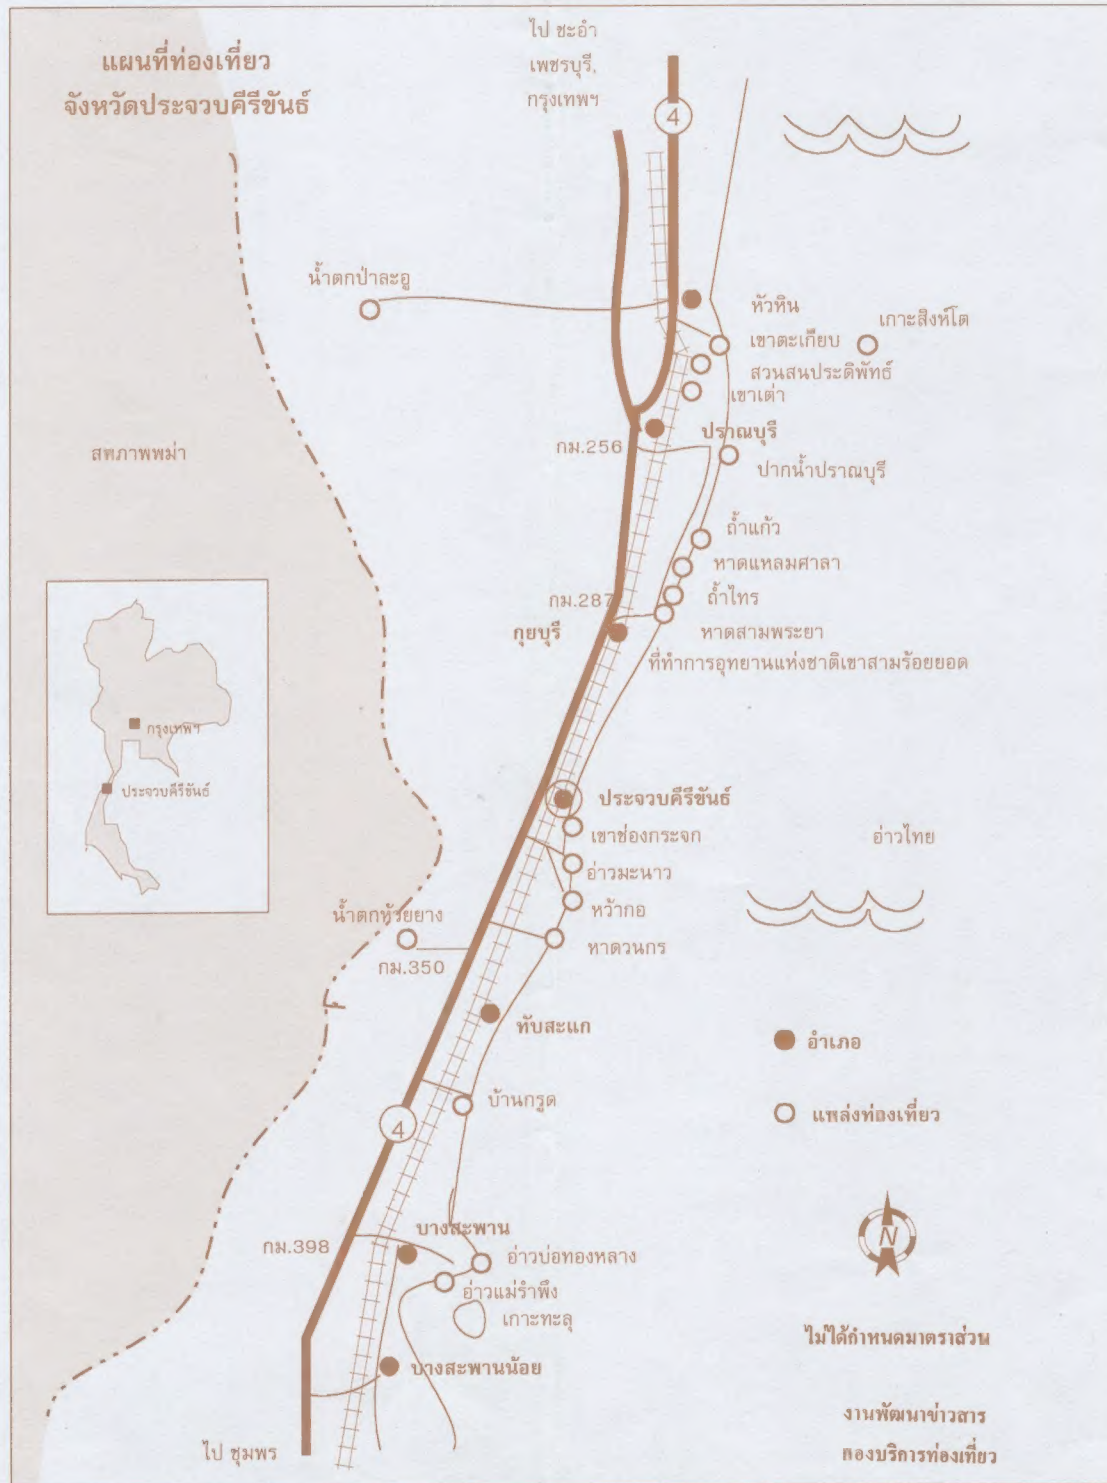 แผนที่ท่องเที่ยว
จังหวัดประจวบคีรีขันธ์
ไป ชะอำ
เพชรบุรี,
กรุงเทพฯ
4
น้ำตกป่าละอู
หัวหิน
เกาะสิงห์โต
เขาตะเกียบ
สวนสนประดิพัทธ์
เขาเต่า
ปราณบุรี
กม.256
สหภาพพม่า
ปากน้ำปราณบุรี
ถ้ำแก้ว
หาดแหลมศาลา
กม.287
ถ้ำไทร
กุยบุรี
หาดสามพระยา
ที่ทำการอุทยานแห่งชาติเขาสามร้อยยอด
กรุงเทพฯ
ประจวบคีรีขันธ์
ประจวบคีรีขันธ์
เขาช่องกระจก
อ่าวไทย
อ่าวมะนาว
หว้ากอ
น้ำตกห้วยยาง
หาดวนกร
กม.350
ทับสะแก
อำเภอ
บ้านกรูด
แหล่งท่องเที่ยว
4
บางสะพาน
กม.398
อ่าวบ่อทองหลาง
N
อ่าวแม่รำพึง
เกาะทะลุ
ไม่ได้กำหนดมาตราส่วน
บางสะพานน้อย
งานพัฒนาข่าวสาร
ไป ชุมพร
กองบริการท่องเที่ยว